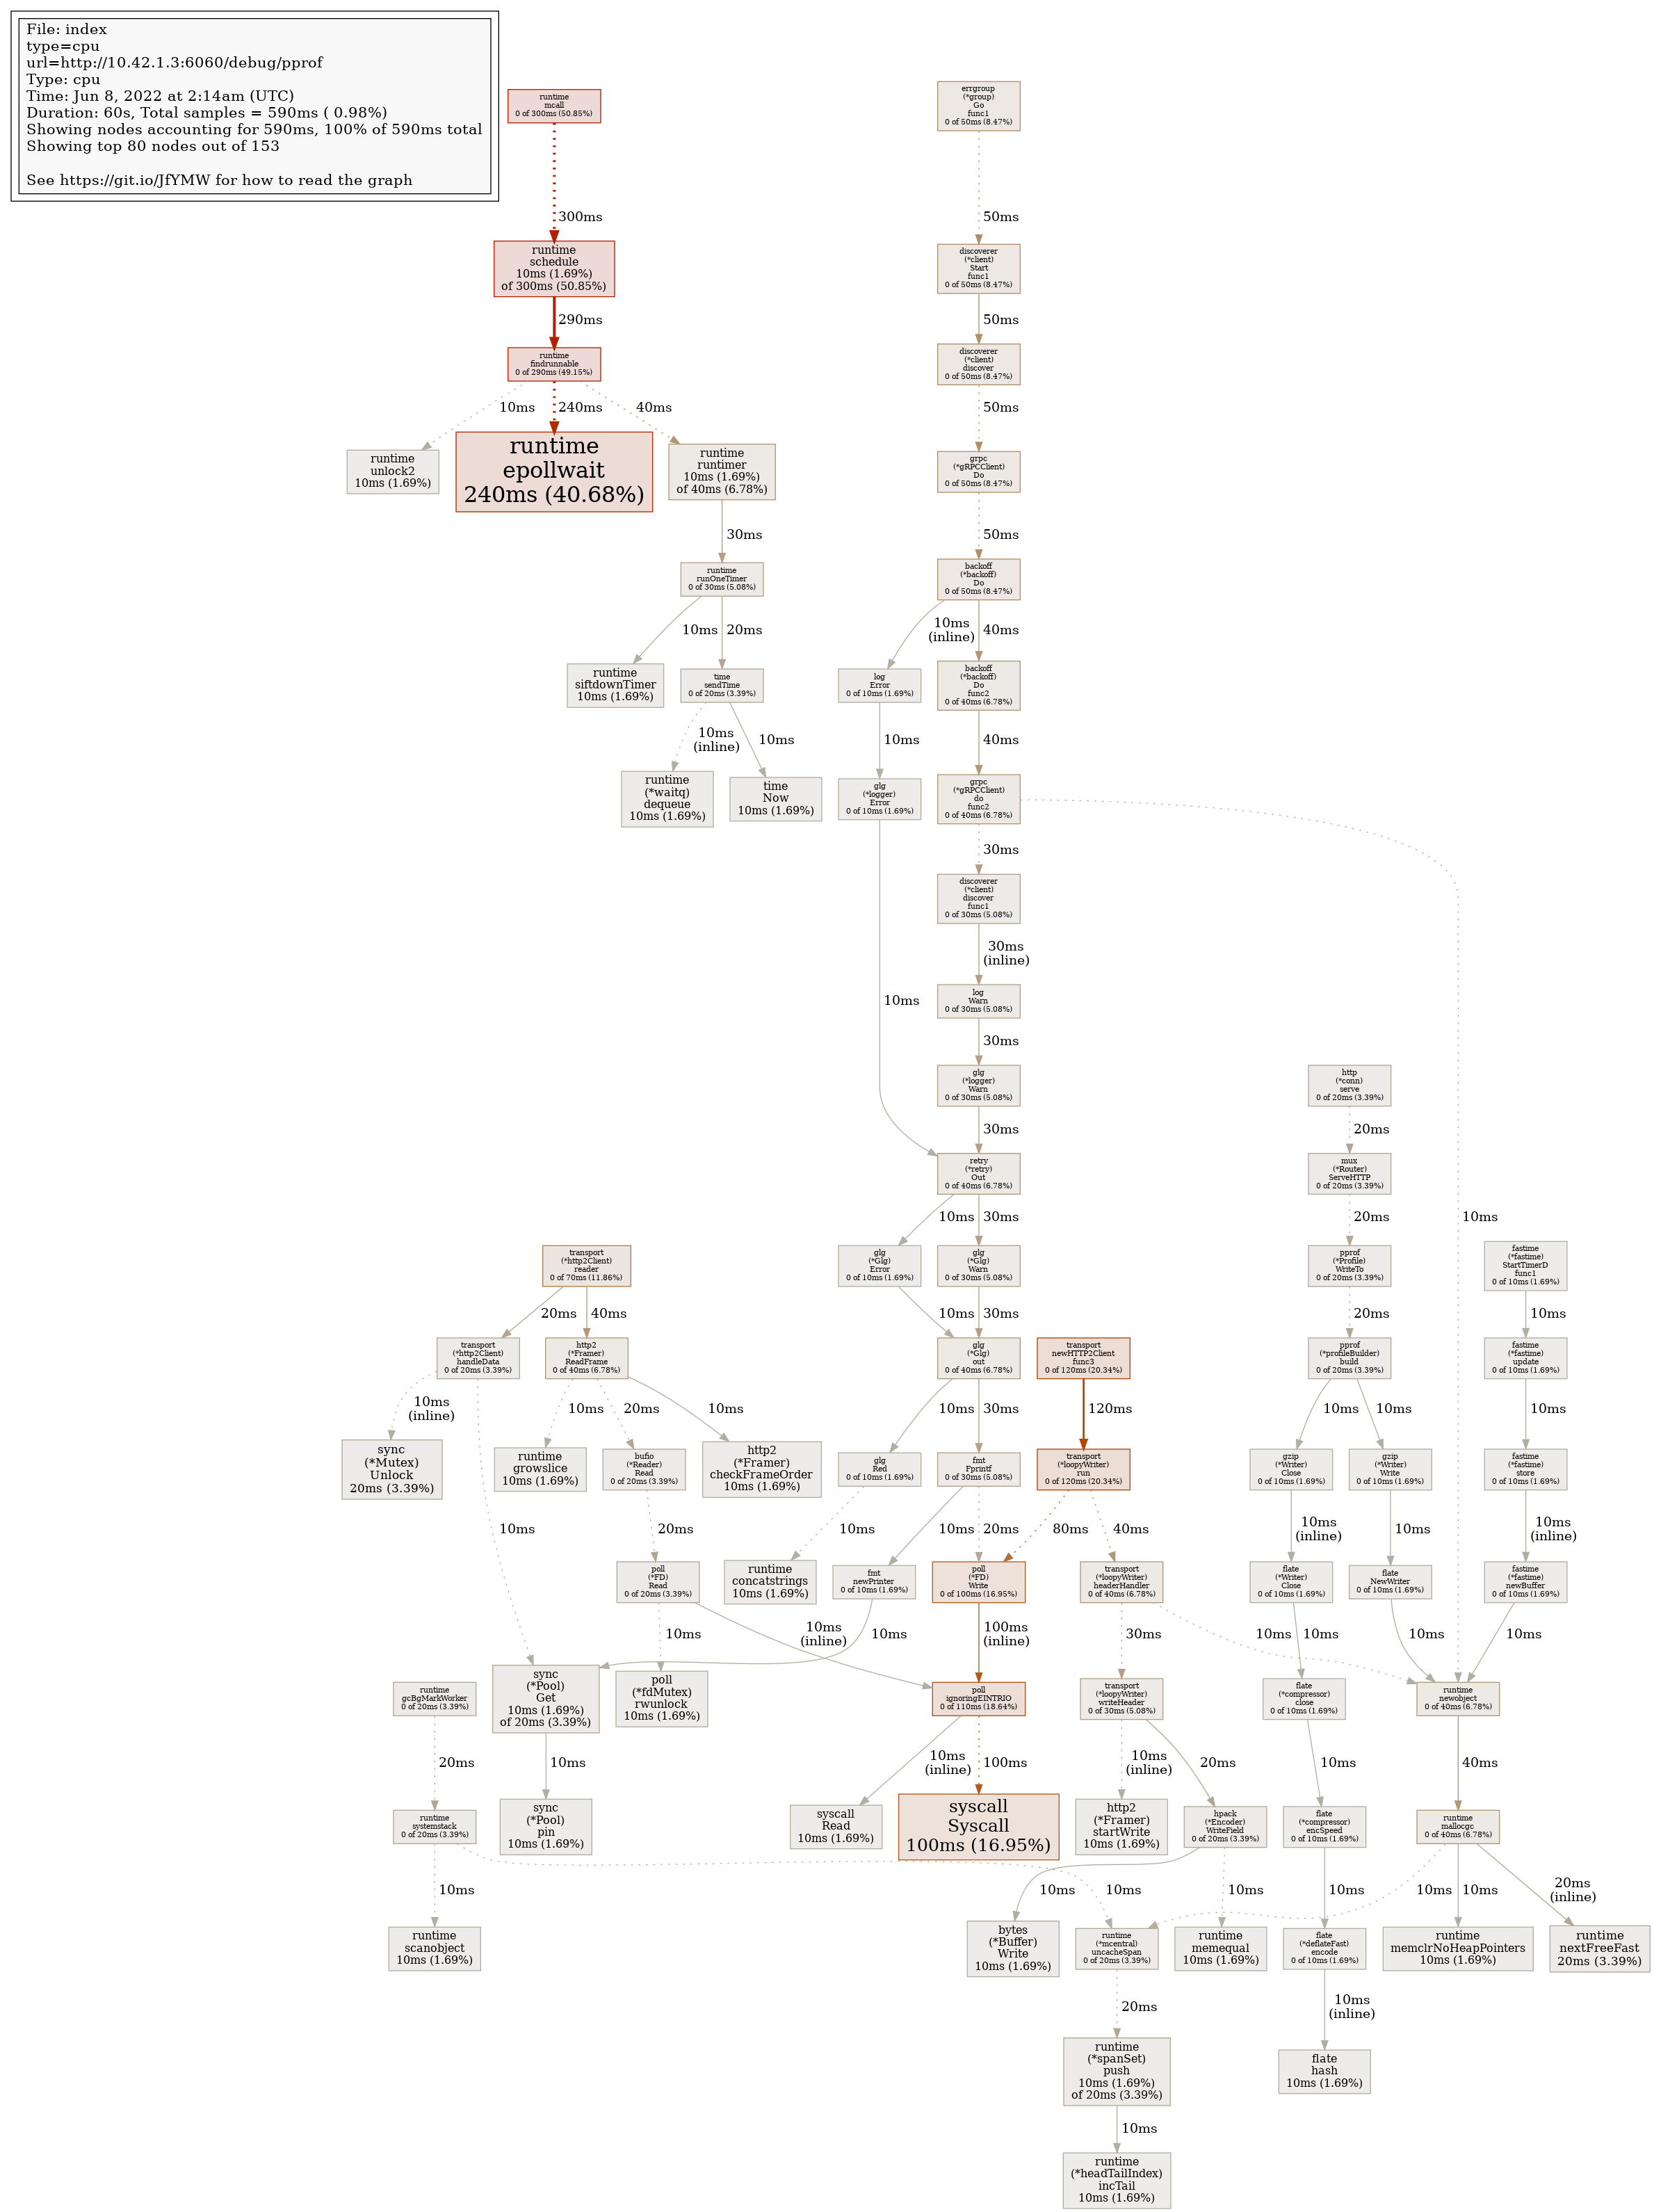 File: index
type=cpu
url=http://10.42.1.3:6060/debug/pprof
Type: cpu
Time: Jun 8, 2022 at 2:14am (UTC)
Duration: 60s, Total samples = 590ms ( 0.98%)
Showing nodes accounting for 590ms, 100% of 590ms total
Showing top 80 nodes out of 153
See https://git.io/JfYMW for how to read the graph
runtime
mcall
0 of 300ms (50.85%)
errgroup
(*group)
Go
func1
0 of 50ms (8.47%)
300ms
50ms
runtime
schedule
10ms (1.69%)
of 300ms (50.85%)
discoverer
(*client)
Start
func1
0 of 50ms (8.47%)
290ms
50ms
runtime
findrunnable
0 of 290ms (49.15%)
discoverer
(*client)
discover
0 of 50ms (8.47%)
10ms
240ms
40ms
50ms
runtime
unlock2
10ms (1.69%)
runtime
epollwait
240ms (40.68%)
runtime
runtimer
10ms (1.69%)
of 40ms (6.78%)
grpc
(*gRPCClient)
Do
0 of 50ms (8.47%)
30ms
50ms
runtime
runOneTimer
0 of 30ms (5.08%)
backoff
(*backoff)
Do
0 of 50ms (8.47%)
10ms
20ms
10ms
(inline)
40ms
runtime
siftdownTimer
10ms (1.69%)
time
sendTime
0 of 20ms (3.39%)
log
Error
0 of 10ms (1.69%)
backoff
(*backoff)
Do
func2
0 of 40ms (6.78%)
10ms
(inline)
10ms
10ms
40ms
runtime
(*waitq)
dequeue
10ms (1.69%)
time
Now
10ms (1.69%)
glg
(*logger)
Error
0 of 10ms (1.69%)
grpc
(*gRPCClient)
do
func2
0 of 40ms (6.78%)
30ms
discoverer
(*client)
discover
func1
0 of 30ms (5.08%)
30ms
(inline)
10ms
log
Warn
0 of 30ms (5.08%)
30ms
glg
(*logger)
Warn
0 of 30ms (5.08%)
http
(*conn)
serve
0 of 20ms (3.39%)
30ms
20ms
retry
(*retry)
Out
0 of 40ms (6.78%)
mux
(*Router)
ServeHTTP
0 of 20ms (3.39%)
10ms
30ms
20ms
10ms
transport
(*http2Client)
reader
0 of 70ms (11.86%)
glg
(*Glg)
Error
0 of 10ms (1.69%)
glg
(*Glg)
Warn
0 of 30ms (5.08%)
pprof
(*Profile)
WriteTo
0 of 20ms (3.39%)
fastime
(*fastime)
StartTimerD
func1
0 of 10ms (1.69%)
20ms
40ms
10ms
30ms
20ms
10ms
transport
(*http2Client)
handleData
0 of 20ms (3.39%)
http2
(*Framer)
ReadFrame
0 of 40ms (6.78%)
glg
(*Glg)
out
0 of 40ms (6.78%)
transport
newHTTP2Client
func3
0 of 120ms (20.34%)
pprof
(*profileBuilder)
build
0 of 20ms (3.39%)
fastime
(*fastime)
update
0 of 10ms (1.69%)
10ms
(inline)
10ms
20ms
10ms
10ms
30ms
120ms
10ms
10ms
10ms
sync
(*Mutex)
Unlock
20ms (3.39%)
runtime
growslice
10ms (1.69%)
bufio
(*Reader)
Read
0 of 20ms (3.39%)
http2
(*Framer)
checkFrameOrder
10ms (1.69%)
glg
Red
0 of 10ms (1.69%)
fmt
Fprintf
0 of 30ms (5.08%)
transport
(*loopyWriter)
run
0 of 120ms (20.34%)
gzip
(*Writer)
Close
0 of 10ms (1.69%)
gzip
(*Writer)
Write
0 of 10ms (1.69%)
fastime
(*fastime)
store
0 of 10ms (1.69%)
10ms
20ms
10ms
10ms
20ms
80ms
40ms
10ms
(inline)
10ms
10ms
(inline)
poll
(*FD)
Read
0 of 20ms (3.39%)
runtime
concatstrings
10ms (1.69%)
fmt
newPrinter
0 of 10ms (1.69%)
poll
(*FD)
Write
0 of 100ms (16.95%)
transport
(*loopyWriter)
headerHandler
0 of 40ms (6.78%)
flate
(*Writer)
Close
0 of 10ms (1.69%)
flate
NewWriter
0 of 10ms (1.69%)
fastime
(*fastime)
newBuffer
0 of 10ms (1.69%)
10ms
10ms
(inline)
10ms
100ms
(inline)
30ms
10ms
10ms
10ms
10ms
runtime
gcBgMarkWorker
0 of 20ms (3.39%)
sync
(*Pool)
Get
10ms (1.69%)
of 20ms (3.39%)
poll
(*fdMutex)
rwunlock
10ms (1.69%)
poll
ignoringEINTRIO
0 of 110ms (18.64%)
transport
(*loopyWriter)
writeHeader
0 of 30ms (5.08%)
flate
(*compressor)
close
0 of 10ms (1.69%)
runtime
newobject
0 of 40ms (6.78%)
20ms
10ms
10ms
(inline)
100ms
10ms
(inline)
20ms
10ms
40ms
runtime
systemstack
0 of 20ms (3.39%)
sync
(*Pool)
pin
10ms (1.69%)
syscall
Read
10ms (1.69%)
syscall
Syscall
100ms (16.95%)
http2
(*Framer)
startWrite
10ms (1.69%)
hpack
(*Encoder)
WriteField
0 of 20ms (3.39%)
flate
(*compressor)
encSpeed
0 of 10ms (1.69%)
runtime
mallocgc
0 of 40ms (6.78%)
10ms
10ms
10ms
10ms
10ms
10ms
10ms
20ms
(inline)
runtime
scanobject
10ms (1.69%)
bytes
(*Buffer)
Write
10ms (1.69%)
runtime
(*mcentral)
uncacheSpan
0 of 20ms (3.39%)
runtime
memequal
10ms (1.69%)
flate
(*deflateFast)
encode
0 of 10ms (1.69%)
runtime
memclrNoHeapPointers
10ms (1.69%)
runtime
nextFreeFast
20ms (3.39%)
20ms
10ms
(inline)
runtime
(*spanSet)
push
10ms (1.69%)
of 20ms (3.39%)
flate
hash
10ms (1.69%)
10ms
runtime
(*headTailIndex)
incTail
10ms (1.69%)